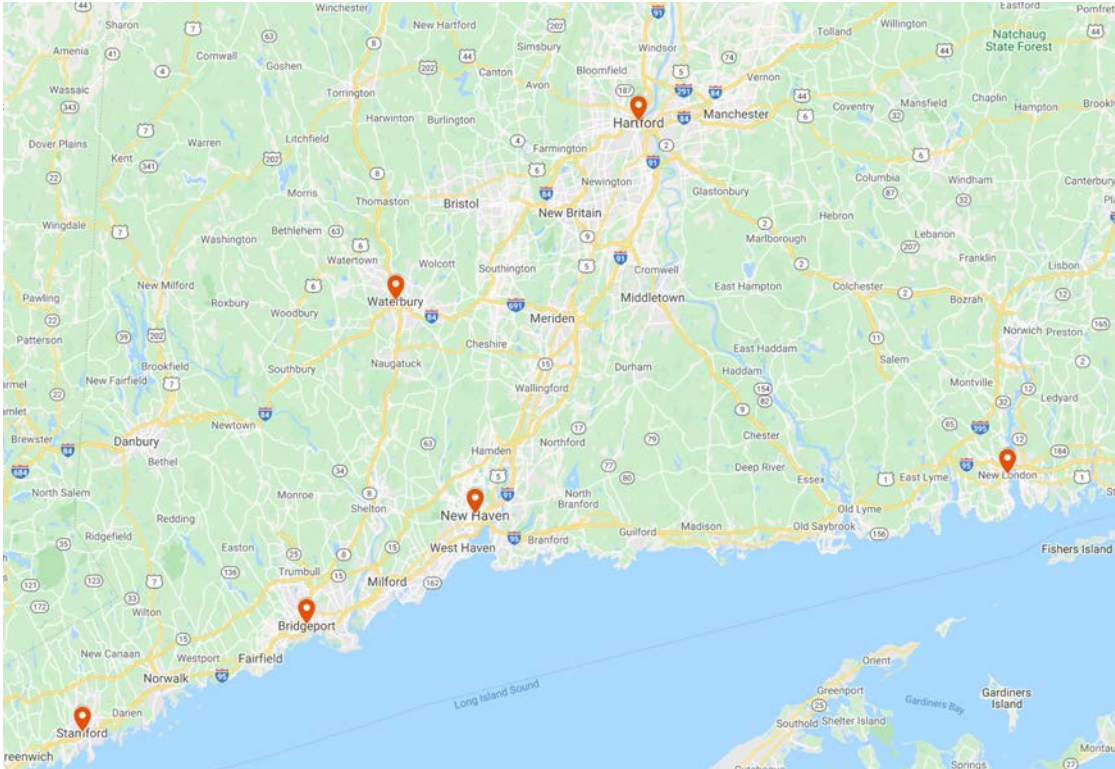 Winchester
New Hartford
Eastford
Pomfret
Sharon
Simsbury
Windsor
Willington
Amenia
Cornwall
Goshen
Canton
Bloomfield
Tolland
Natchaug
State Forest
Wassaic
Torrington
Avon
Vernon
Harwinton
Burlington
Hartford
Manchester
Coventry
Mansfield
Chaplin
Hampton
Dover Plains
Warren
Litchfield
Farmington
Kent
Morris
Newington
Glastonbury
Columbia
Windham
Canterbury
Thomaston
Bristol
New Britain
Wingdale
Washington
Bethlehem
Hebron
Lebanon
Marlborough
Watertown
Wolcott
Southington
Cromwell
Franklin
Lisbon
Pawling
New Milford
Roxbury
Waterbury
Middletown
East Hampton
Colchester
Bozrah
Patterson
Woodbury
Meriden
Norwich
Preston
Cheshire
East Haddam
Salem
Brookfield
Southbury
Naugatuck
Durham
Haddam
New Fairfield
Wallingford
Montville
Ledyard
Brewster
Danbury
Newtown
Northford
Chester
Bethel
Hamden
Deep River
East Lyme
New London
North Salem
Monroe
North
Branford
Essex
Shelton
New Haven
Old Lyme
Redding
Ridgefield
Easton
West Haven
Branford
Guilford
Madison
Old Saybrook
Fishers Island
Trumbull
Milford
Wilton
Bridgeport
New Canaan
Westport
Fairfield
Norwalk
Orient
Long Island Sound
Greenport
Gardiners Bay
Gardiners
Island
Stamford
Darien
Southold
Shelter Island
reenwich
Springs
Montau